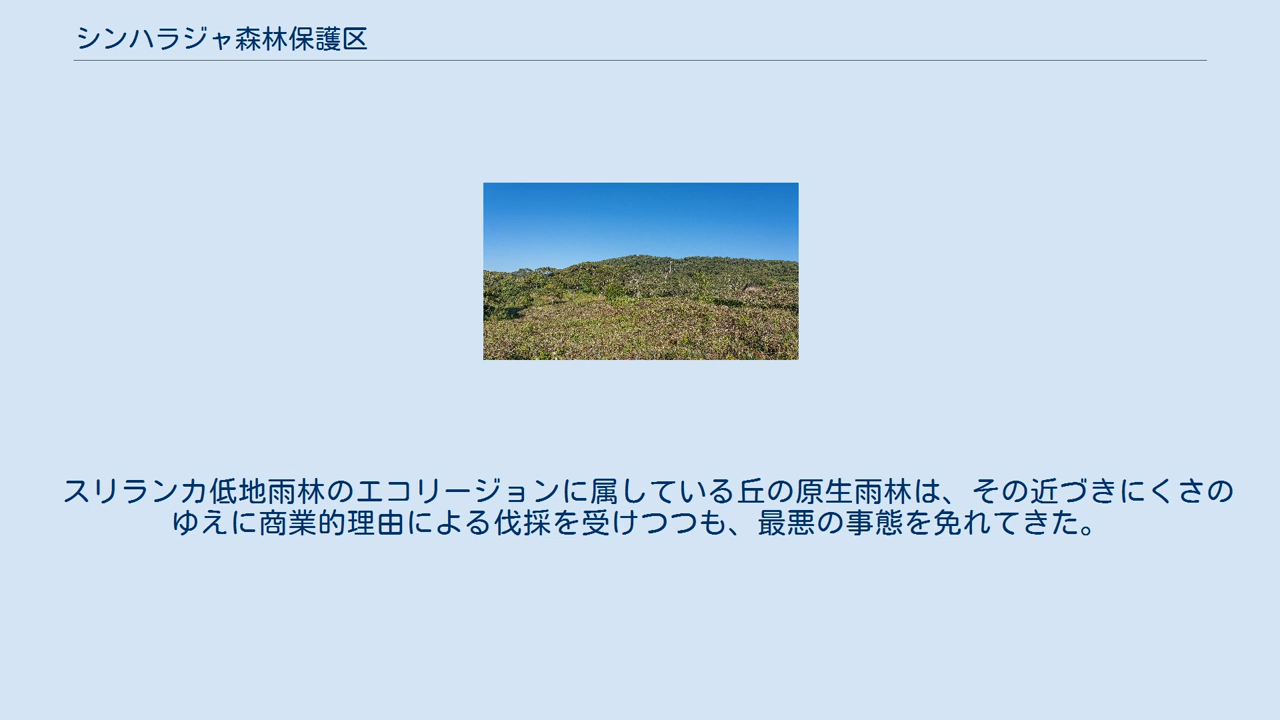 シンハラジャ森林保護区
スリランカ低地雨林のエコリージョンに属している丘の原生雨林は、その近づきにくさの
ゆえに商業的理由による伐採を受けつつも、最悪の事態を免れてきた。